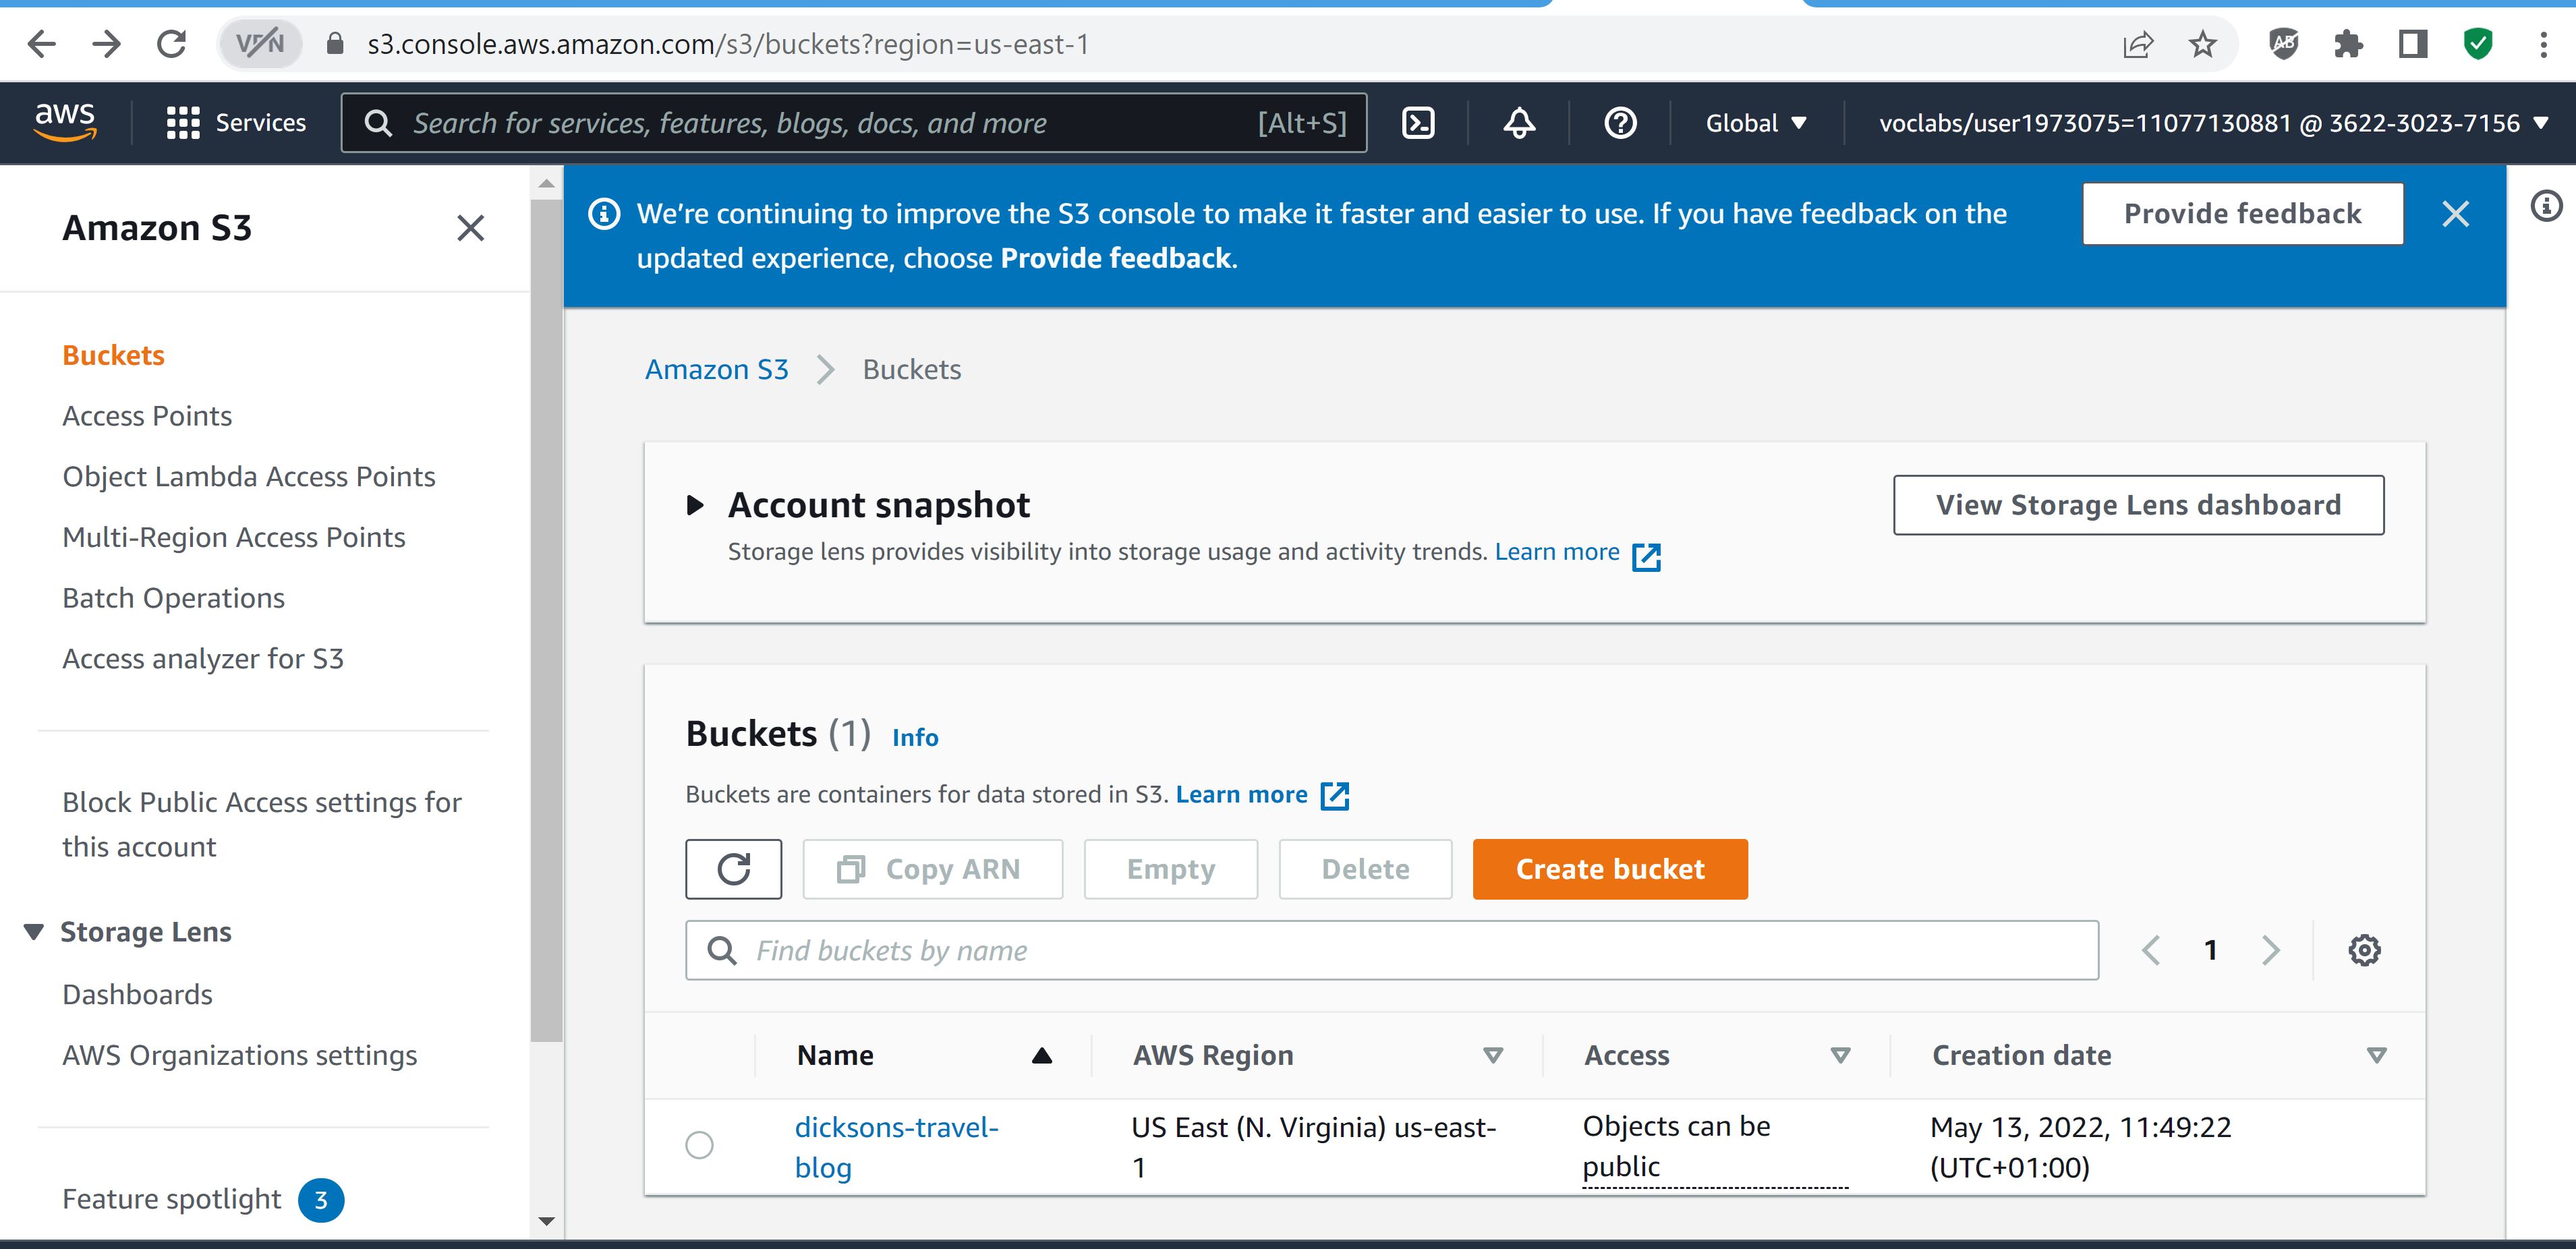 VPN
s3.console.aws.amazon.com/s3/buckets?region=us-east-1
AB
aws
Services
Search for services, features, blogs, docs, and more
[Alt+S]
Global
voclabs/user1973075=11077130881 @ 3622-3023-7156
Amazon S3
Buckets
Access Points
Object Lambda Access Points
Multi-Region Access Points
Batch Operations
Access analyzer for S3
Block Public Access settings for
this account
Storage Lens
Dashboards
AWS Organizations settings
Feature spotlight 3
We're continuing to improve the S3 console to make it faster and easier to use. If you have feedback on the
updated experience, choose Provide feedback.
Provide feedback
Amazon S3
Buckets
Account snapshot
Storage lens provides visibility into storage usage and activity trends. Learn more
View Storage Lens dashboard
Buckets (1) Info
Buckets are containers for data stored in S3. Learn more
Copy ARN
Empty
Delete
Create bucket
Find buckets by name
1
Name
AWS Region
Access
Creation date
dicksons-travel-
blog
US East (N. Virginia) us-east-
1
Objects can be
public
May 13, 2022, 11:49:22
(UTC+01:00)